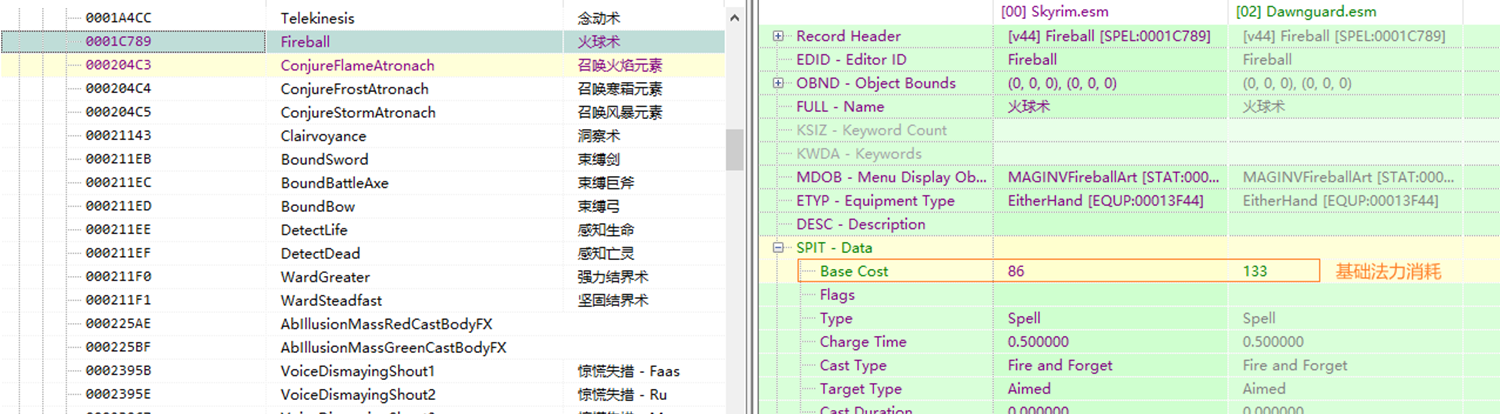 0001A4CC Telekinesis 念动术
0001C789 Fireball 火球术
000204C3 ConjureFlameAtronach 召唤火焰元素
000204C4 ConjureFrostAtronach 召唤寒霜元素
000204C5 ConjureStormAtronach 召唤风暴元素
00021143 Clairvoyance 洞察术
000211EB BoundSword 束缚剑
000211EC BoundBattleAxe 束缚巨斧
000211ED BoundBow 束缚弓
000211EE DetectLife 感知生命
000211EF DetectDead 感知亡灵
000211F0 WardGreater 强力结界术
000211F1 WardSteadfast 坚固结界术
000225AE AbIllusionMassRedCastBodyFX
000225BF AbIllusionMassGreenCastBodyFX
0002395B VoiceDismayingShout1 惊慌失措 - Faas
0002395E VoiceDismayingShout2 惊慌失措 - Ru
[00] Skyrim.esm [02] Dawnguard.esm
Record Header [v44] Fireball [SPEL:0001C789] [v44] Fireball [SPEL:0001C789]
EDID - Editor ID Fireball Fireball
OBND - Object Bounds (0, 0, 0), (0, 0, 0) (0, 0, 0), (0, 0, 0)
FULL - Name 火球术 火球术
KSIZ - Keyword Count
KWDA - Keywords
MDOB - Menu Display Ob... MAGINVFireballArt [STAT:000... MAGINVFireballArt [STAT:000...
ETYP - Equipment Type EitherHand [EQUP:00013F44] EitherHand [EQUP:00013F44]
DESC - Description
SPIT - Data
Base Cost 86 133 基础法力消耗
Flags
Type Spell Spell
Charge Time 0.500000 0.500000
Cast Type Fire and Forget Fire and Forget
Target Type Aimed Aimed
Cast Duration 0.000000 0.000000